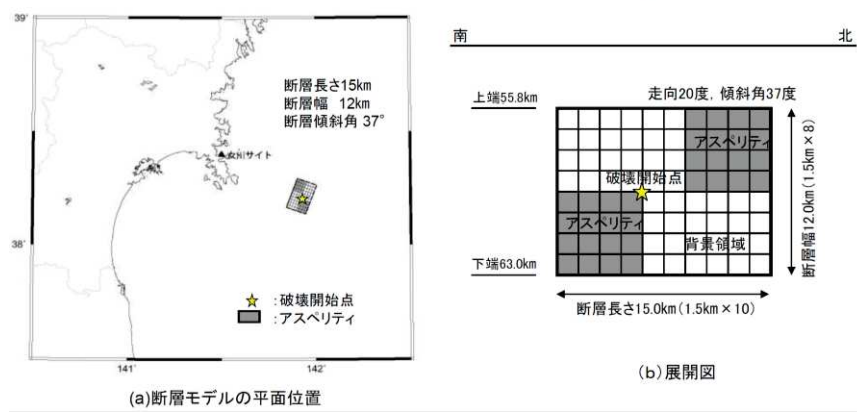 39°
断層長さ15km
断層幅　12km
断層傾斜角 37°
女川サイト
38°
:破壊開始点
:アスペリティ
141°
142°
(a)断層モデルの平面位置
南
北
上端55.8km
走向20度，傾斜角37度
アスペリティ
破壊開始点
アスペリティ
背景領域
下端63.0km
断層幅12.0km(1.5km×8)
断層長さ15.0km(1.5km×10)
(b)展開図